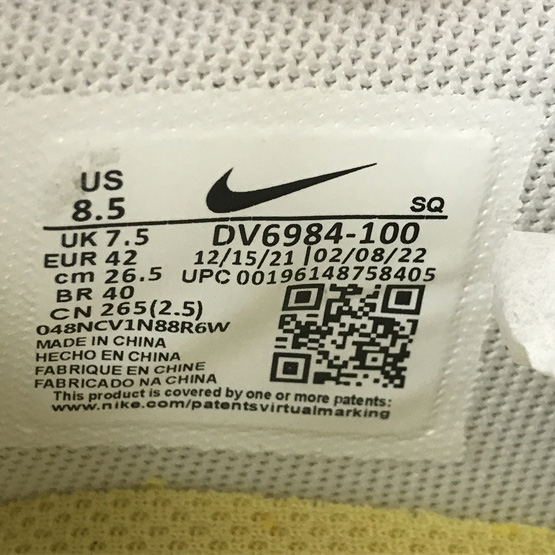 US
8.5
SQ
UK 7.5
DV6984-100
EUR 42
12/15/21 | 02/08/22
cm 26.5
UPC 00196148758405
BR 40
CN 265(2.5)
048NCV1N88R6W
MADE IN CHINA
HECHO EN CHINA
FABRIQUE EN CHINE
FABRICADO NA CHINA
This product is covered by one or more patents:
www.nike.com/patentsvirtualmarking